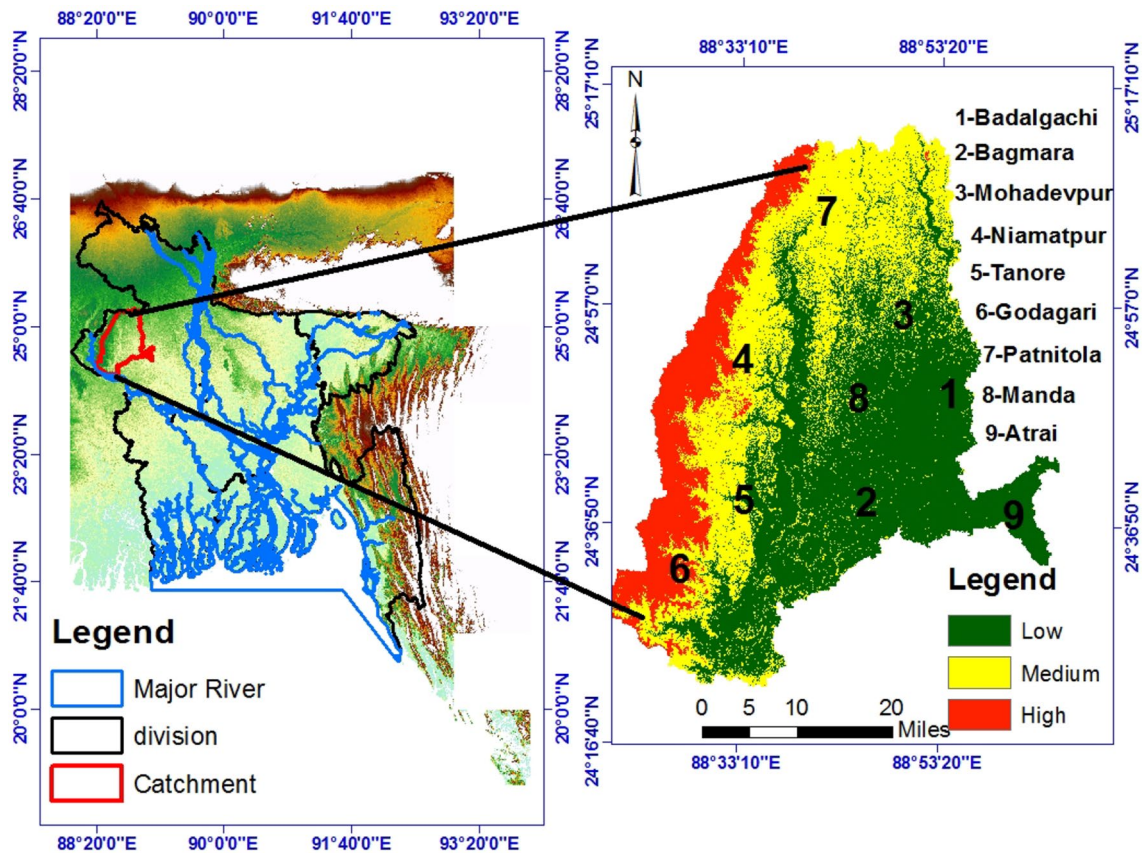 88°20'0"E 90°0'0"E 91°40'0"E 93°20'0"E
28°20'0"N
26°40'0"N
25°0'0"N
23°20'0"N
21°40'0"N
20°0'0"N
28°20'0"N
26°40'0"N
25°0'0"N
23°20'0"N
21°40'0"N
20°0'0"N
Legend
Major River
division
Catchment
88°20'0"E 90°0'0"E 91°40'0"E 93°20'0"E
88°33'10"E 88°53'20"E
25°17'10"N
24°57'0"N
24°36'50"N
24°16'40"N
25°17'10"N
24°57'0"N
24°36'50"N
24°16'40"N
N
1-Badalgachi
2-Bagmara
3-Mohadevpur
4-Niamatpur
5-Tanore
6-Godagari
7-Patnitola
8-Manda
9-Atrai
7
3
4
8
1
5
2
9
6
Legend
Low
Medium
High
0 5 10 20
Miles
88°33'10"E 88°53'20"E